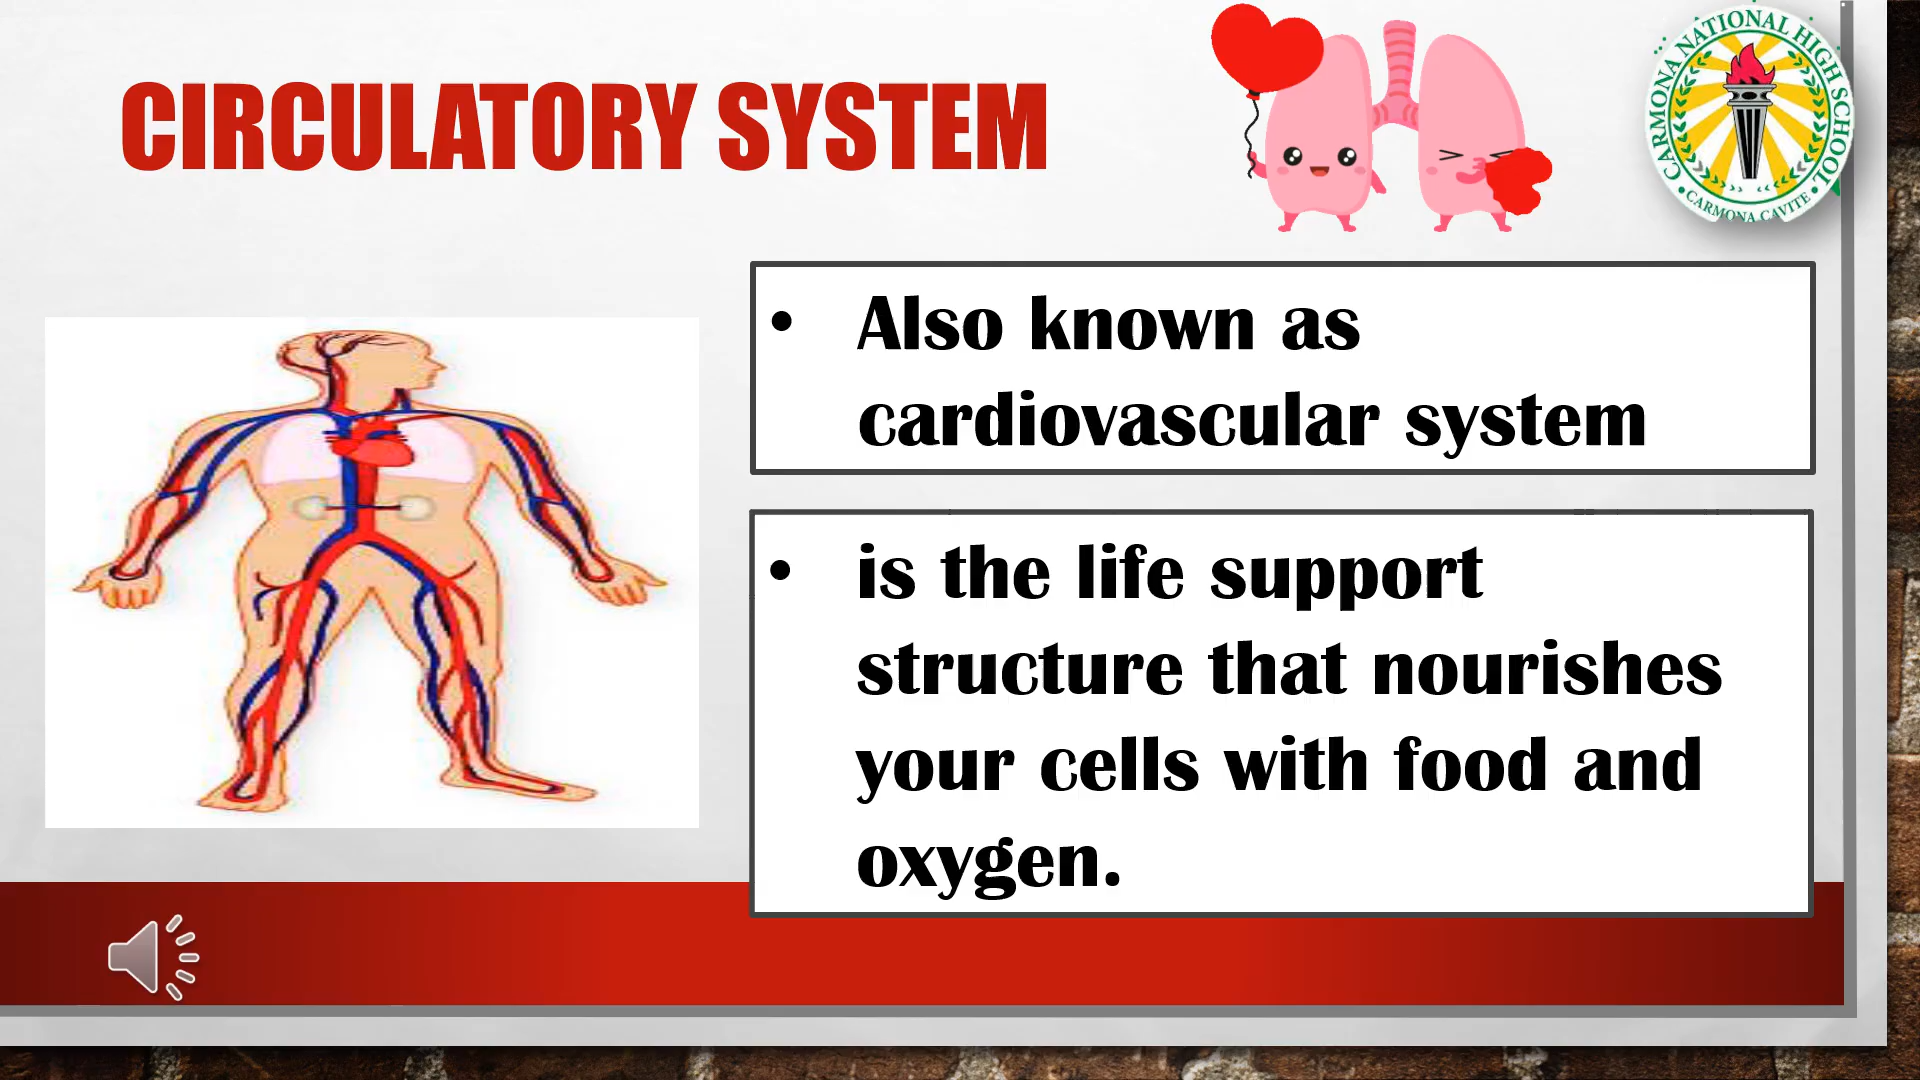 CIRCULATORY SYSTEM
CARMONA NATIONAL HIGH SCHOOL
CARMONA CAVITE
• Also known as
cardiovascular system
• is the life support
structure that nourishes
your cells with food and
oxygen.